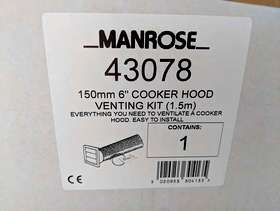 MANROSE
43078
150mm 6" COOKER HOOD
VENTING KIT (1.5m)
EVERYTHING YOU NEED TO VENTILATE A COOKER
HOOD. EASY TO INSTALL
CONTAINS:
1
CE